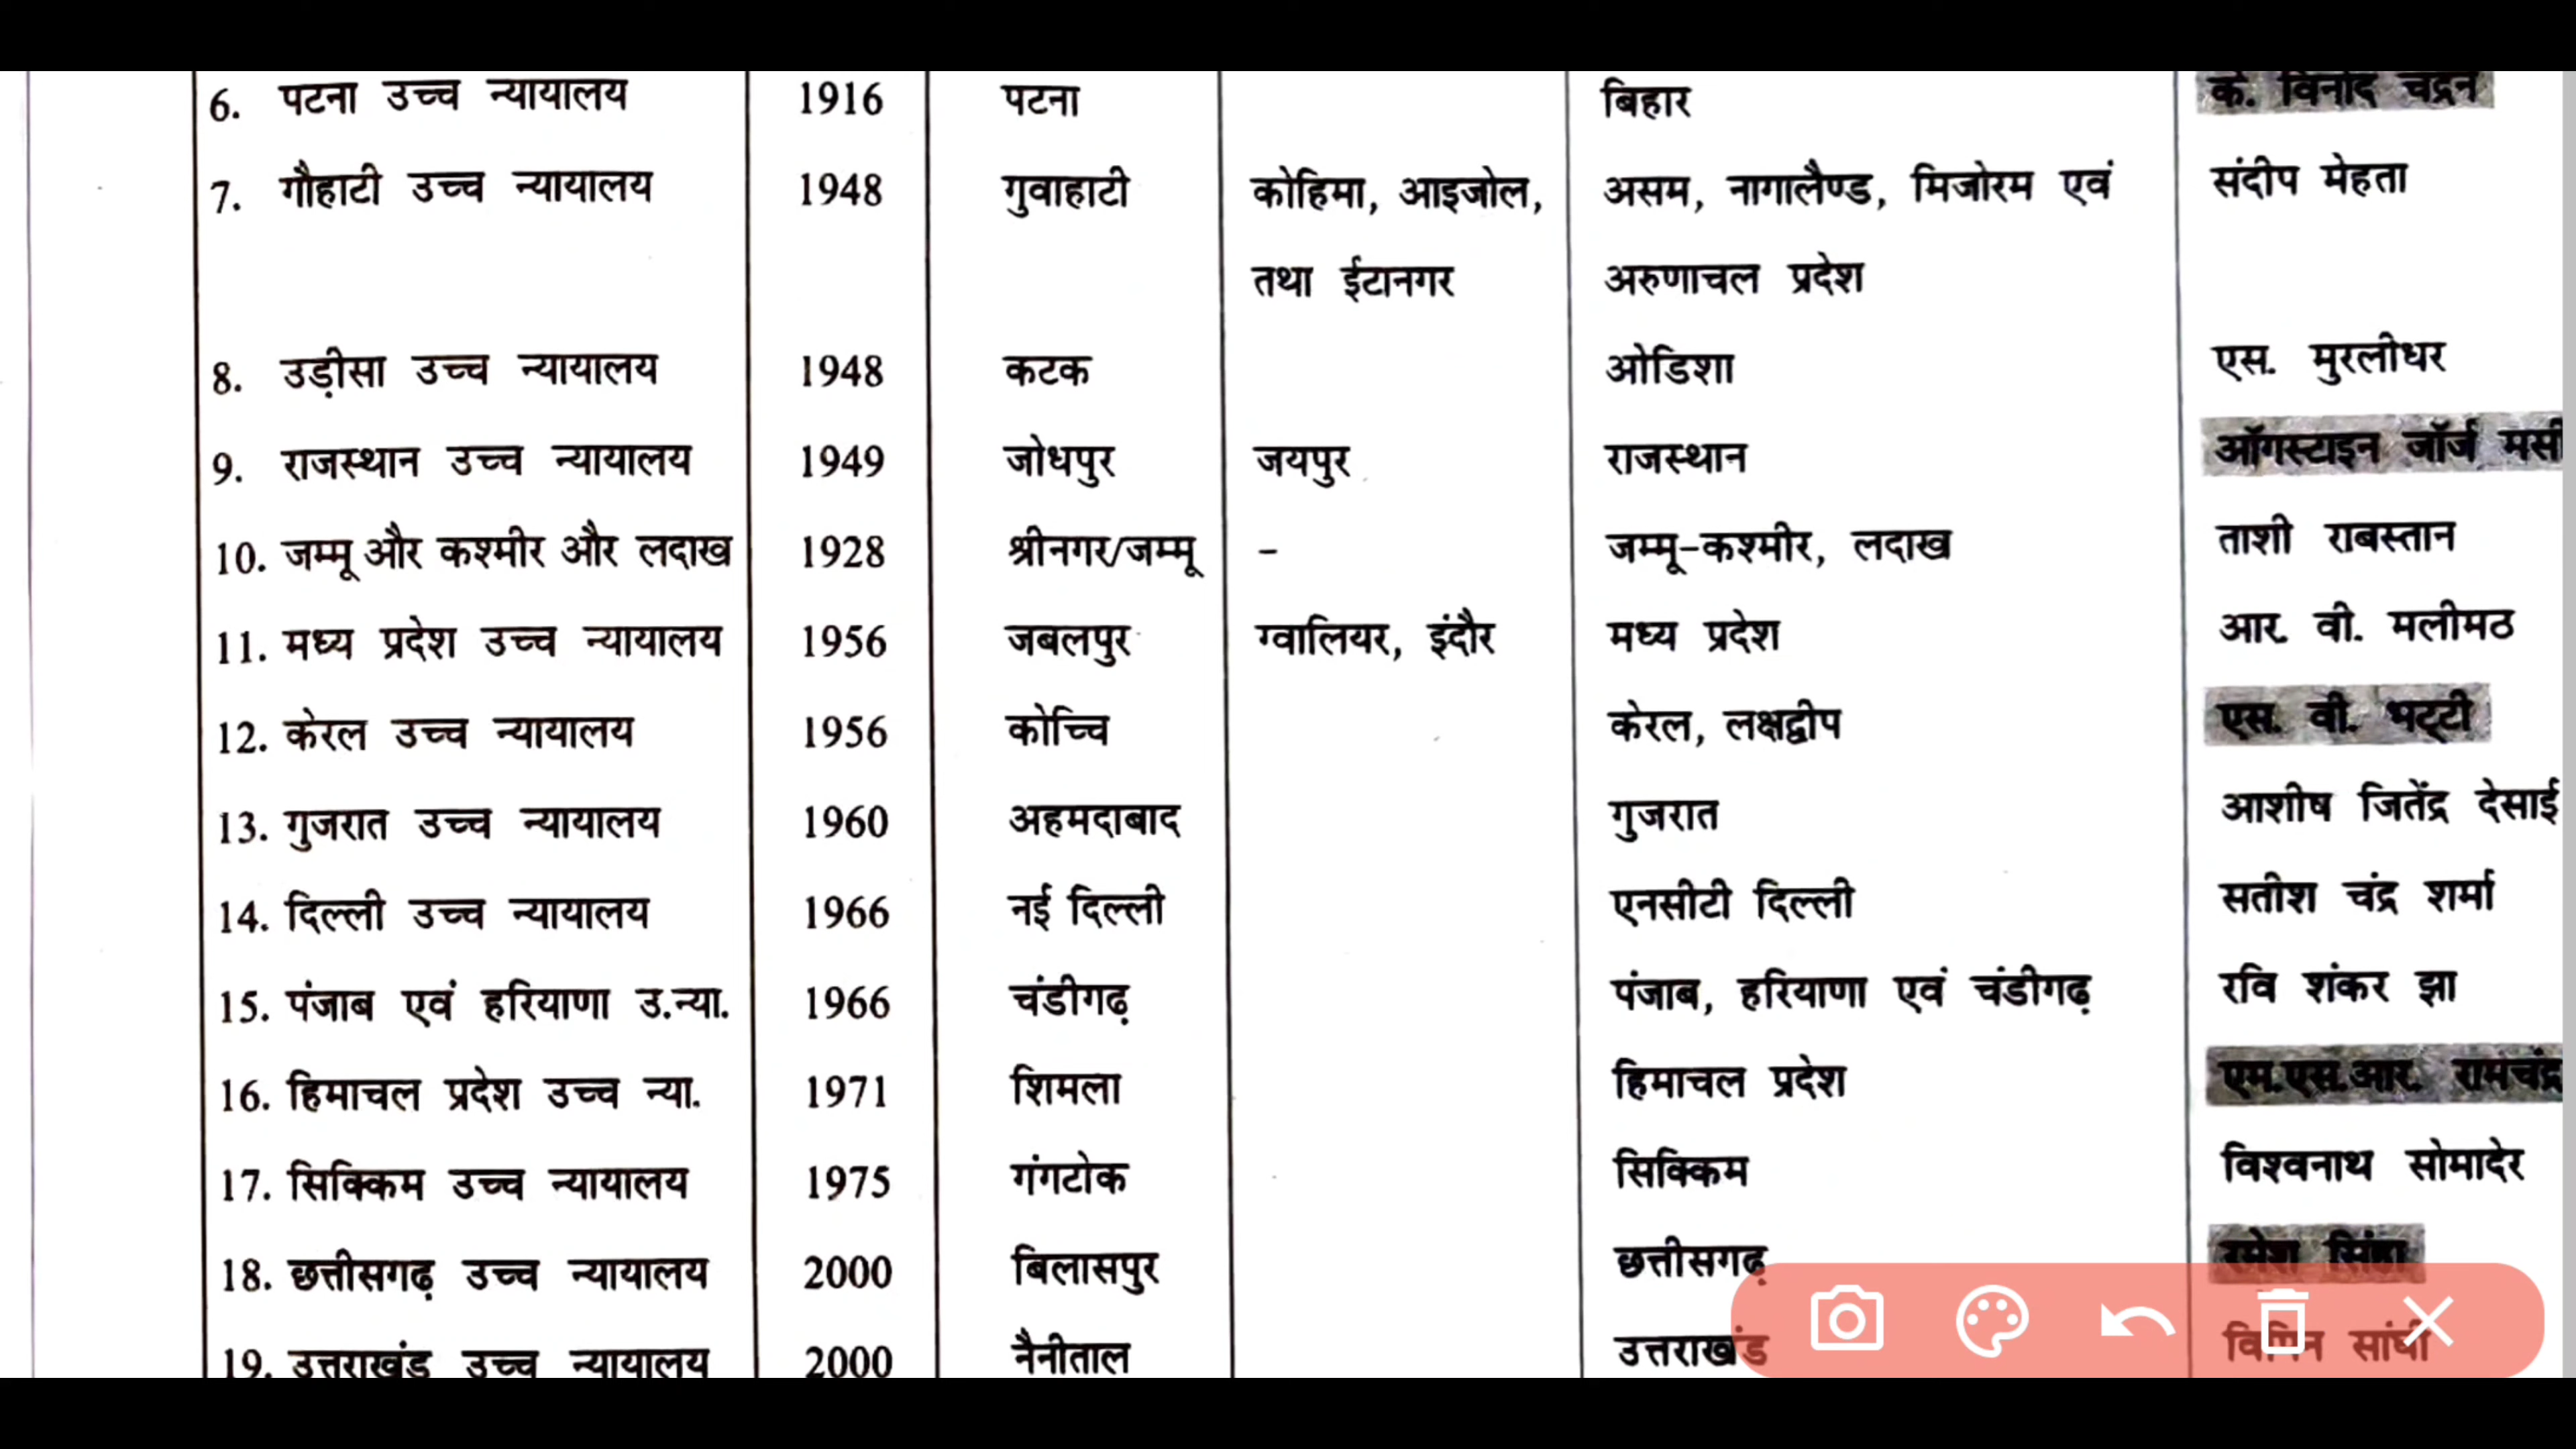 6. पटना उच्च न्यायालय 1916 पटना बिहार के. विनोद चंद्रन
7. गौहाटी उच्च न्यायालय 1948 गुवाहाटी कोहिमा, आइजोल, असम, नागालैण्ड, मिजोरम एवं संदीप मेहता
तथा ईटानगर अरुणाचल प्रदेश
8. उड़ीसा उच्च न्यायालय 1948 कटक ओडिशा एस. मुरलीधर
9. राजस्थान उच्च न्यायालय 1949 जोधपुर जयपुर राजस्थान ऑगस्टाइन जॉर्ज मसी
10. जम्मू और कश्मीर और लदाख 1928 श्रीनगर/जम्मू - जम्मू-कश्मीर, लदाख ताशी राबस्तान
11. मध्य प्रदेश उच्च न्यायालय 1956 जबलपुर ग्वालियर, इंदौर मध्य प्रदेश आर. वी. मलीमठ
12. केरल उच्च न्यायालय 1956 कोच्चि केरल, लक्षद्वीप एस. वी. भट्टी
13. गुजरात उच्च न्यायालय 1960 अहमदाबाद गुजरात आशीष जितेंद्र देसाई
14. दिल्ली उच्च न्यायालय 1966 नई दिल्ली एनसीटी दिल्ली सतीश चंद्र शर्मा
15. पंजाब एवं हरियाणा उ.न्या. 1966 चंडीगढ़ पंजाब, हरियाणा एवं चंडीगढ़ रवि शंकर झा
16. हिमाचल प्रदेश उच्च न्या. 1971 शिमला हिमाचल प्रदेश एम.एस.आर. रामचंद्र
17. सिक्किम उच्च न्यायालय 1975 गंगटोक सिक्किम विश्वनाथ सोमादेर
18. छत्तीसगढ़ उच्च न्यायालय 2000 बिलासपुर छत्तीसगढ़ रमेश सिंहा
19. उत्तराखंड उच्च न्यायालय 2000 नैनीताल उत्तराखंड विपिन सांघी